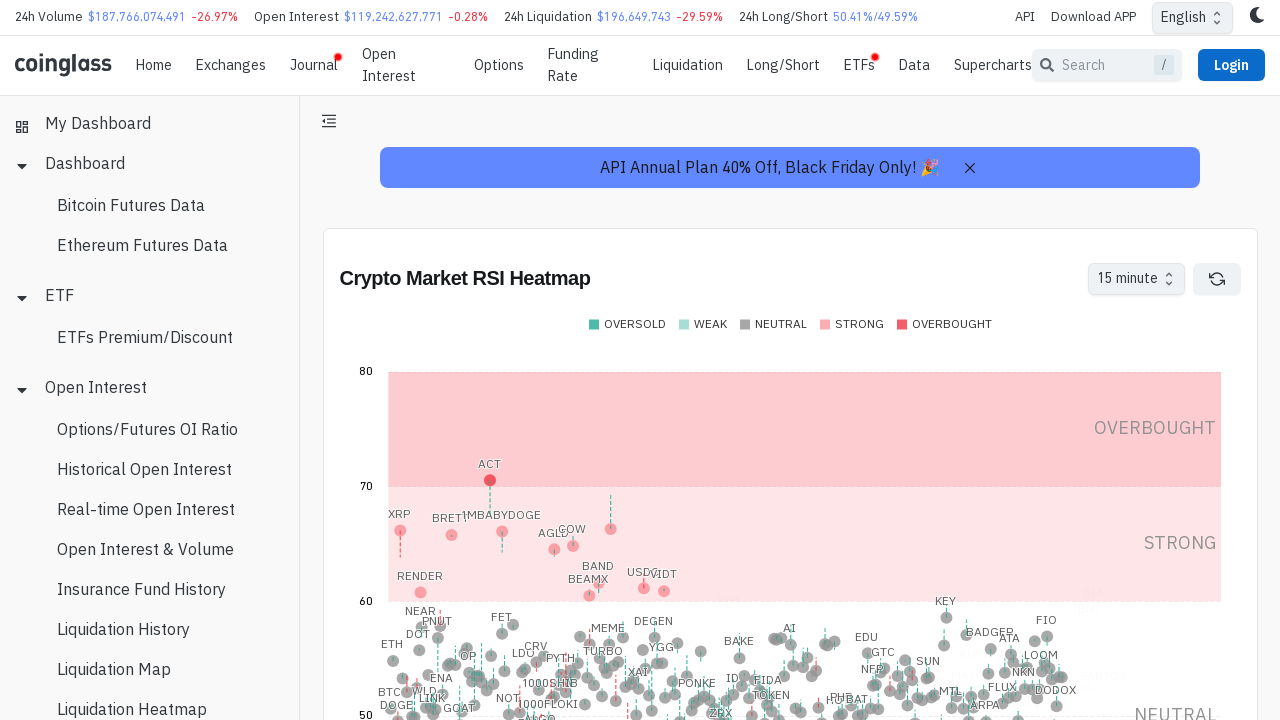 24h Volume $187,766,074,491 -26.97% Open Interest $119,242,627,771 -0.28% 24h Liquidation $196,649,743 -29.59% 24h Long/Short 50.41%/49.59% API Download APP English
coinglass Home Exchanges Journal Open Interest Options Funding Rate Liquidation Long/Short ETFs Data Supercharts Search / Login
My Dashboard
Dashboard
Bitcoin Futures Data
Ethereum Futures Data
ETF
ETFs Premium/Discount
Open Interest
Options/Futures OI Ratio
Historical Open Interest
Real-time Open Interest
Open Interest & Volume
Insurance Fund History
Liquidation History
Liquidation Map
Liquidation Heatmap
API Annual Plan 40% Off, Black Friday Only! 🎉
Crypto Market RSI Heatmap
15 minute
OVERSOLD WEAK NEUTRAL STRONG OVERBOUGHT
80
OVERBOUGHT
ACT
70
XRP BRETT 1MBABYDOGE
AGLD COW
STRONG
BAND
RENDER BEAMX USDC VIDT
60
KEY
NEAR PNUT FET DEGEN FIO
DOT MEME AI BADGER
ETH CRV TURBO YGG BAKE EDU ATA
OP LDO PYTH GTC SUN LOOM
ENA XAI NFP NKN
BTC WLD 1000SHIB PONKE ID FIDA FLUX DODOX
DOGE LINK NOT 1000FLOKI TOKEN MTL
GOAT ZRX ARPA
50 ALGO NEUTRAL